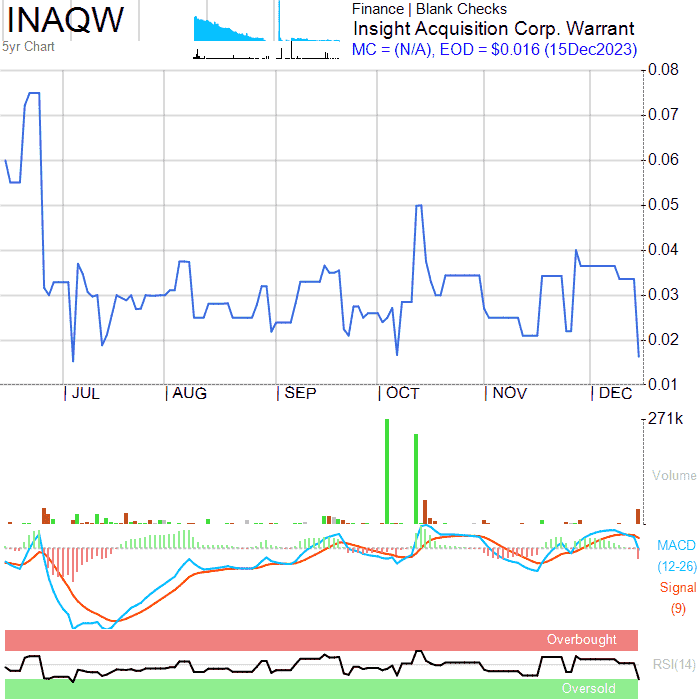 INAQW
5yr Chart
Finance | Blank Checks
Insight Acquisition Corp. Warrant
MC = (N/A), EOD = $0.016 (15Dec2023)
0.08
0.07
0.06
0.05
0.04
0.03
0.02
0.01
JUL AUG SEP OCT NOV DEC
271k
Volume
MACD
(12-26)
Signal
(9)
Overbought
RSI(14)
Oversold